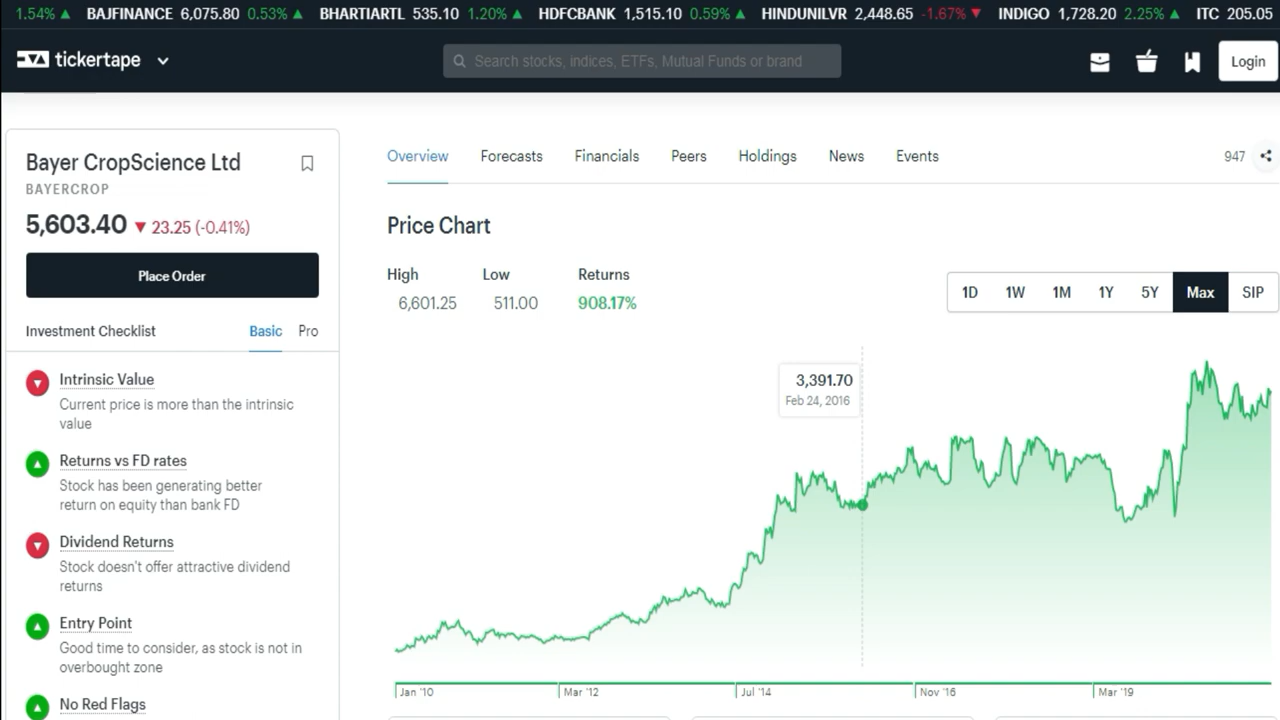 1.54% ▲ BAJFINANCE 6,075.80 0.53% ▲ BHARTIARTL 535.10 1.20% ▲ HDFCBANK 1,515.10 0.59% ▲ HINDUNILVR 2,448.65 -1.67% ▼ INDIGO 1,728.20 2.25% ▲ ITC 205.05
tickertape
Search stocks, indices, ETFs, Mutual Funds or brand
Login
Bayer CropScience Ltd
BAYERCROP
5,603.40 ▼ 23.25 (-0.41%)
Place Order
Investment Checklist Basic Pro
Intrinsic Value
Current price is more than the intrinsic
value
Returns vs FD rates
Stock has been generating better
return on equity than bank FD
Dividend Returns
Stock doesn't offer attractive dividend
returns
Entry Point
Good time to consider, as stock is not in
overbought zone
No Red Flags
Overview Forecasts Financials Peers Holdings News Events 947
Price Chart
High Low Returns
6,601.25 511.00 908.17%
1D 1W 1M 1Y 5Y Max SIP
3,391.70
Feb 24, 2016
Jan '10 Mar '12 Jul '14 Nov '16 Mar '19